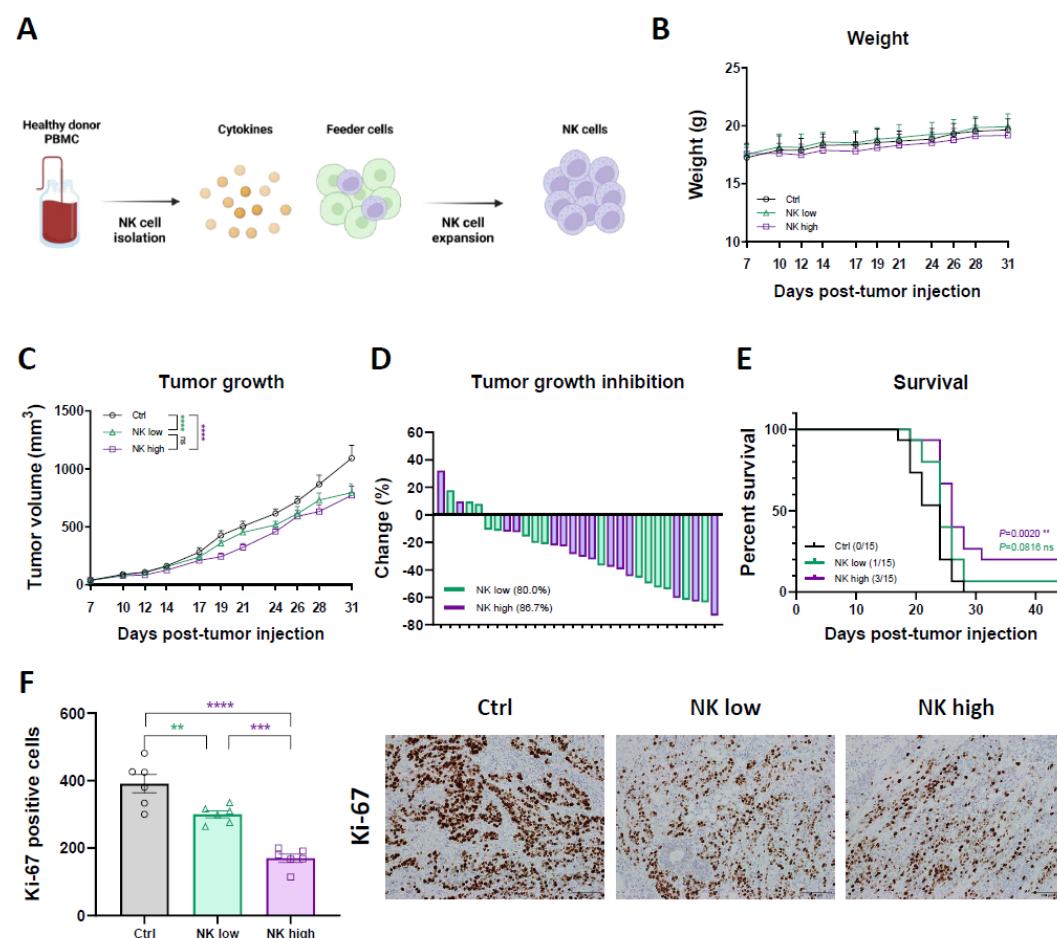 A
Healthy donor
PBMC
Cytokines
Feeder cells
NK cells
NK cell
isolation
NK cell
expansion
B
Weight
Weight (g)
25
20
15
10
Ctrl
NK low
NK high
7 10 12 14 17 19 21 24 26 28 31
Days post-tumor injection
C
Tumor growth
Tumor volume (mm³)
1500
1000
500
0
Ctrl
NK low
NK high
****
ns
****
7 10 12 14 17 19 21 24 26 28 31
Days post-tumor injection
D
Tumor growth inhibition
Change (%)
60
40
20
0
-20
-40
-60
-80
NK low (80.0%)
NK high (86.7%)
E
Survival
Percent survival
100
50
0
P=0.0020 **
P=0.0816 ns
Ctrl (0/15)
NK low (1/15)
NK high (3/15)
0 10 20 30 40
Days post-tumor injection
F
Ki-67 positive cells
600
400
200
0
****
** ***
Ctrl NK low NK high
Ctrl NK low NK high
Ki-67